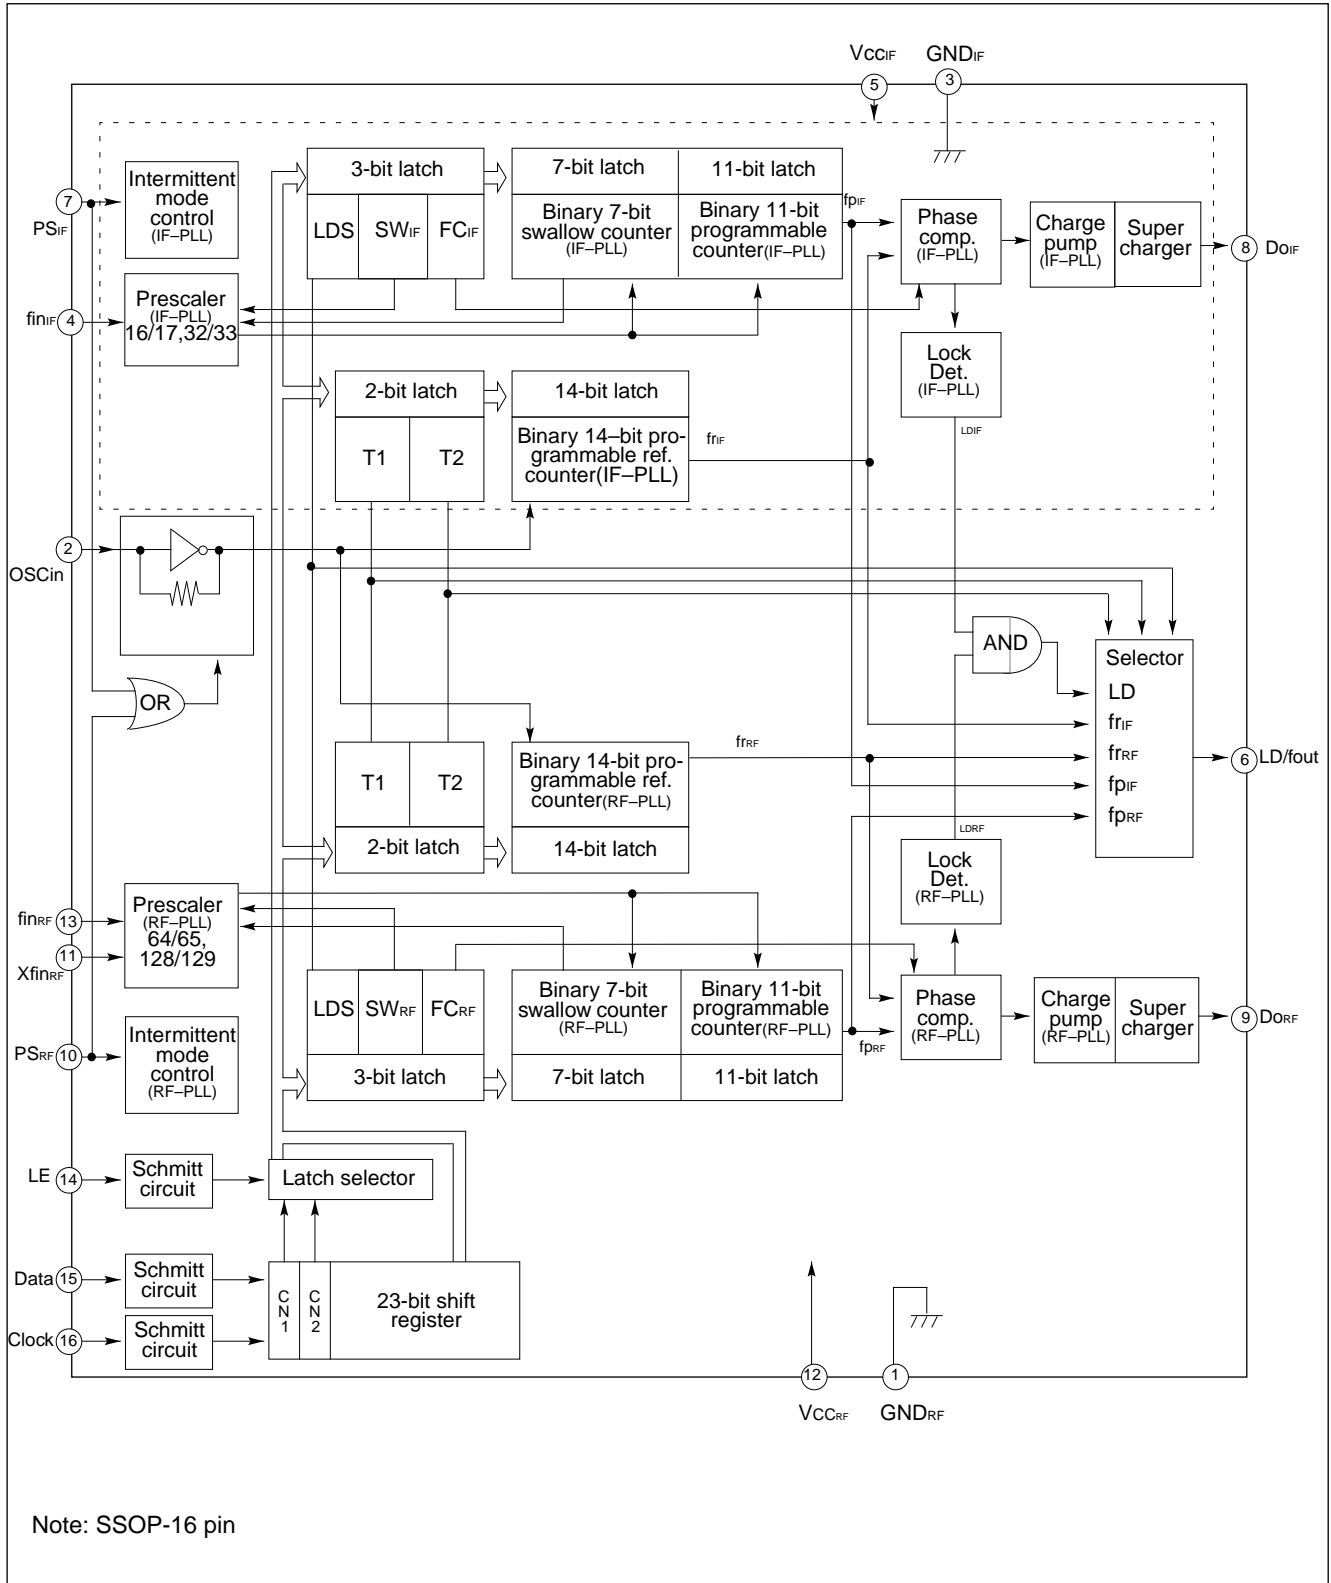 VccIF
GNDIF
5
3
Intermittent
mode
control
(IF–PLL)
3-bit latch
7-bit latch
11-bit latch
7
PSIF
LDS
SWIF
FCIF
Binary 7-bit
swallow counter
(IF–PLL)
Binary 11-bit
programmable
counter(IF–PLL)
fpIF
Phase
comp.
(IF–PLL)
Charge
pump
(IF–PLL)
Super
charger
8
DoIF
finIF
4
Prescaler
(IF–PLL)
16/17,32/33
Lock
Det.
(IF–PLL)
2-bit latch
14-bit latch
LDIF
T1
T2
Binary 14–bit pro-
grammable ref.
counter(IF–PLL)
frIF
2
OSCin
AND
Selector
LD
frIF
frRF
fpIF
fpRF
OR
6
LD/fout
T1
T2
Binary 14-bit pro-
grammable ref.
counter(RF–PLL)
frRF
2-bit latch
14-bit latch
LDRF
Lock
Det.
(RF–PLL)
finRF
13
11
XfinRF
Prescaler
(RF–PLL)
64/65,
128/129
LDS
SWRF
FCRF
Binary 7-bit
swallow counter
(RF–PLL)
Binary 11-bit
programmable
counter(RF–PLL)
fpRF
Phase
comp.
(RF–PLL)
Charge
pump
(RF–PLL)
Super
charger
9
DoRF
PSRF
10
Intermittent
mode
control
(RF–PLL)
3-bit latch
7-bit latch
11-bit latch
LE
14
Schmitt
circuit
Latch selector
Data
15
Schmitt
circuit
C
N
1
C
N
2
23-bit shift
register
Clock
16
Schmitt
circuit
12
1
VCCRF
GNDRF
Note: SSOP-16 pin